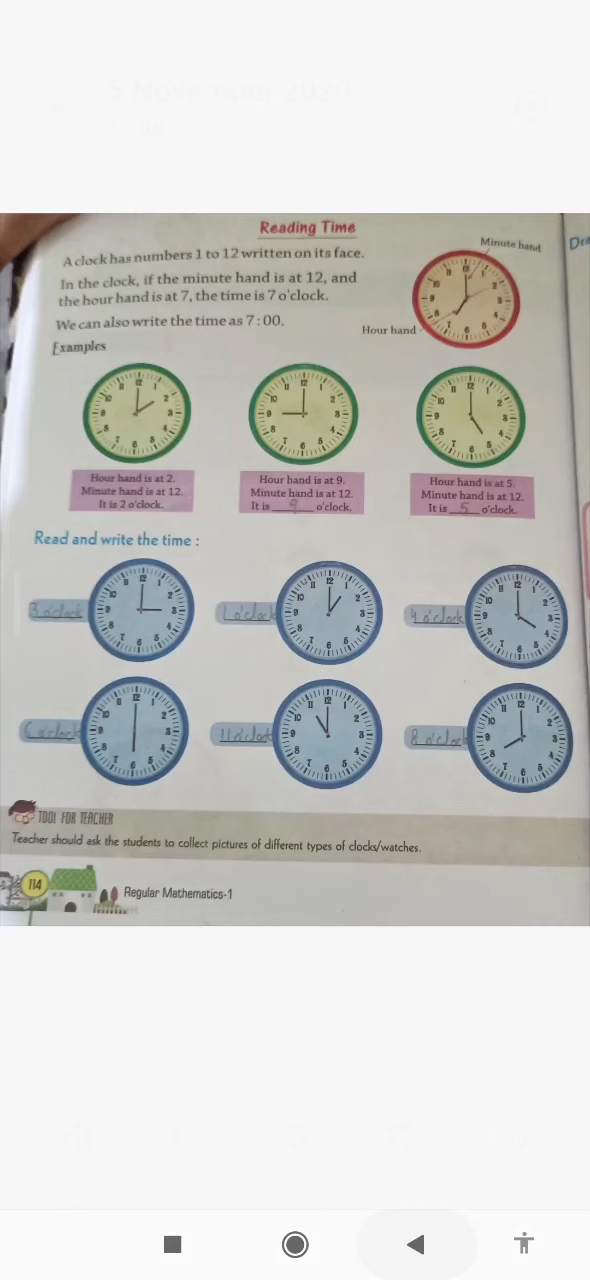 Reading Time
A clock has numbers 1 to 12 written on its face.
In the clock, if the minute hand is at 12, and
the hour hand is at 7, the time is 7 o'clock.
We can also write the time as 7 : 00.
Minute hand
Hour hand
Examples
Hour hand is at 2.
Minute hand is at 12.
It is 2 o'clock.
Hour hand is at 9.
Minute hand is at 12.
It is 9 o'clock.
Hour hand is at 5.
Minute hand is at 12.
It is 5 o'clock.
Read and write the time :
3 o'clock
1 o'clock
4 o'clock
6 o'clock
11 o'clock
8 o'clock
TOOL FOR TEACHER
Teacher should ask the students to collect pictures of different types of clocks/watches.
114
Regular Mathematics-1